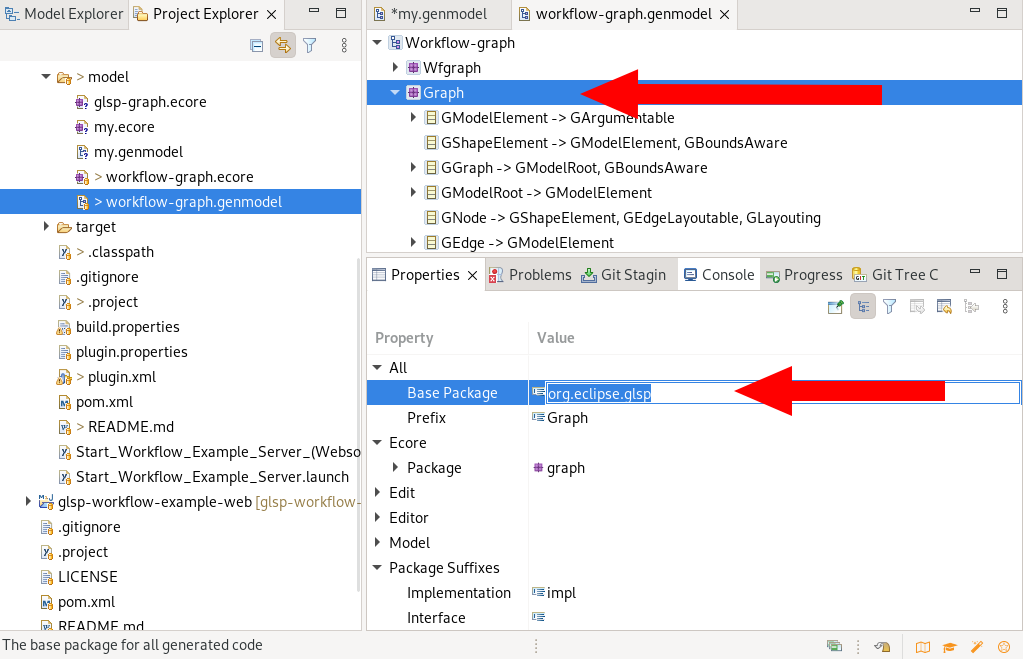 Model Explorer
Project Explorer
> model
glsp-graph.ecore
my.ecore
my.genmodel
> workflow-graph.ecore
> workflow-graph.genmodel
target
> .classpath
.gitignore
> .project
build.properties
plugin.properties
> plugin.xml
pom.xml
> README.md
Start_Workflow_Example_Server_(Webso
Start_Workflow_Example_Server.launch
glsp-workflow-example-web [glsp-workflow-
.gitignore
.project
LICENSE
pom.xml
README.md
*my.genmodel
workflow-graph.genmodel
Workflow-graph
Wfgraph
Graph
GModelElement -> GArgumentable
GShapeElement -> GModelElement, GBoundsAware
GGraph -> GModelRoot, GBoundsAware
GModelRoot -> GModelElement
GNode -> GShapeElement, GEdgeLayoutable, GLayouting
GEdge -> GModelElement
Properties
Problems
Git Stagin
Console
Progress
Git Tree C
Property Value
All
Base Package org.eclipse.glsp
Prefix Graph
Ecore
Package graph
Edit
Editor
Model
Package Suffixes
Implementation impl
Interface
The base package for all generated code